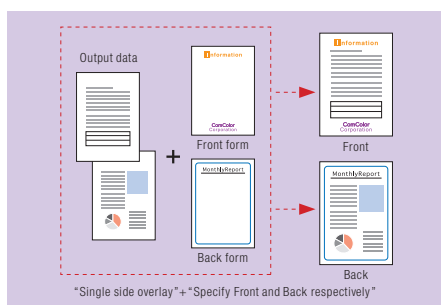 Output data
Information
ComColor
Corporation
Front form
MonthlyReport
Back form
+
Information
ComColor
Corporation
Front
MonthlyReport
Back
"Single side overlay"+"Specify Front and Back respectively"